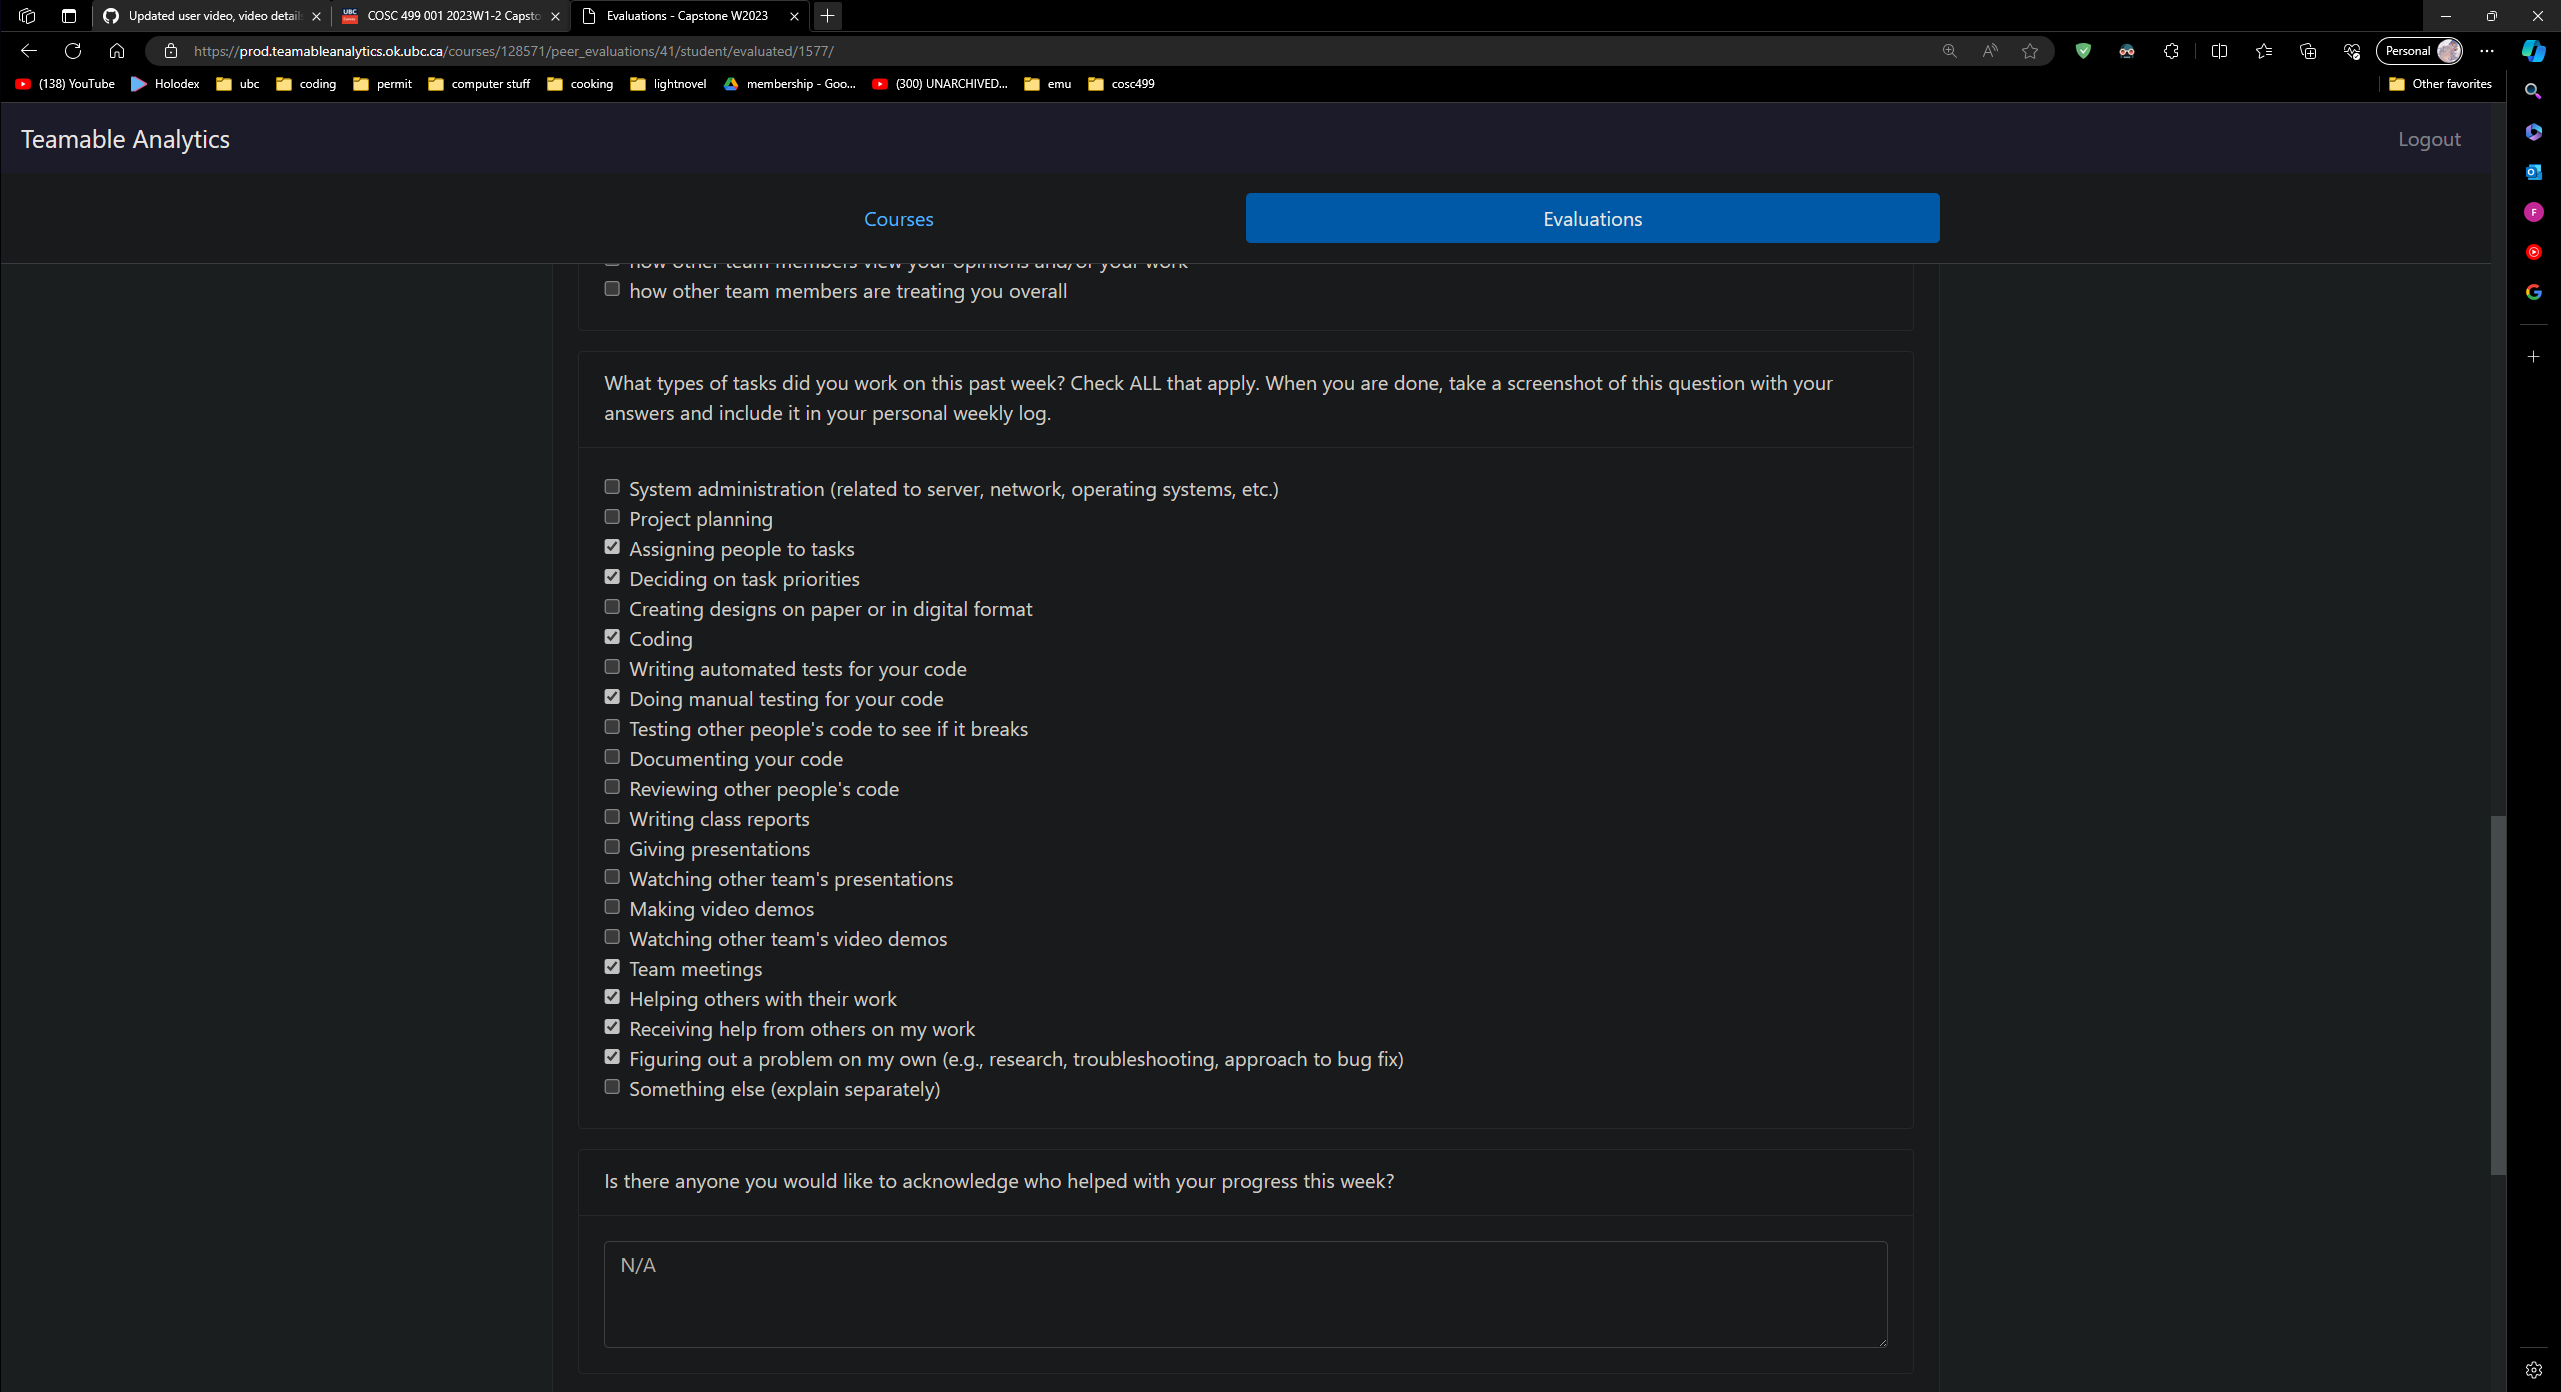 Updated user video, video detail
COSC 499 001 2023W1-2 Capsto
Evaluations - Capstone W2023
https://prod.teamableanalytics.ok.ubc.ca/courses/128571/peer_evaluations/41/student/evaluated/1577/
Personal
(138) YouTube
Holodex
ubc
coding
permit
computer stuff
cooking
lightnovel
membership - Goo...
(300) UNARCHIVED...
emu
cosc499
Other favorites
Teamable Analytics
Logout
Courses
Evaluations
how other team members view your opinions and/or your work
how other team members are treating you overall
What types of tasks did you work on this past week? Check ALL that apply. When you are done, take a screenshot of this question with your
answers and include it in your personal weekly log.
System administration (related to server, network, operating systems, etc.)
Project planning
Assigning people to tasks
Deciding on task priorities
Creating designs on paper or in digital format
Coding
Writing automated tests for your code
Doing manual testing for your code
Testing other people's code to see if it breaks
Documenting your code
Reviewing other people's code
Writing class reports
Giving presentations
Watching other team's presentations
Making video demos
Watching other team's video demos
Team meetings
Helping others with their work
Receiving help from others on my work
Figuring out a problem on my own (e.g., research, troubleshooting, approach to bug fix)
Something else (explain separately)
Is there anyone you would like to acknowledge who helped with your progress this week?
N/A